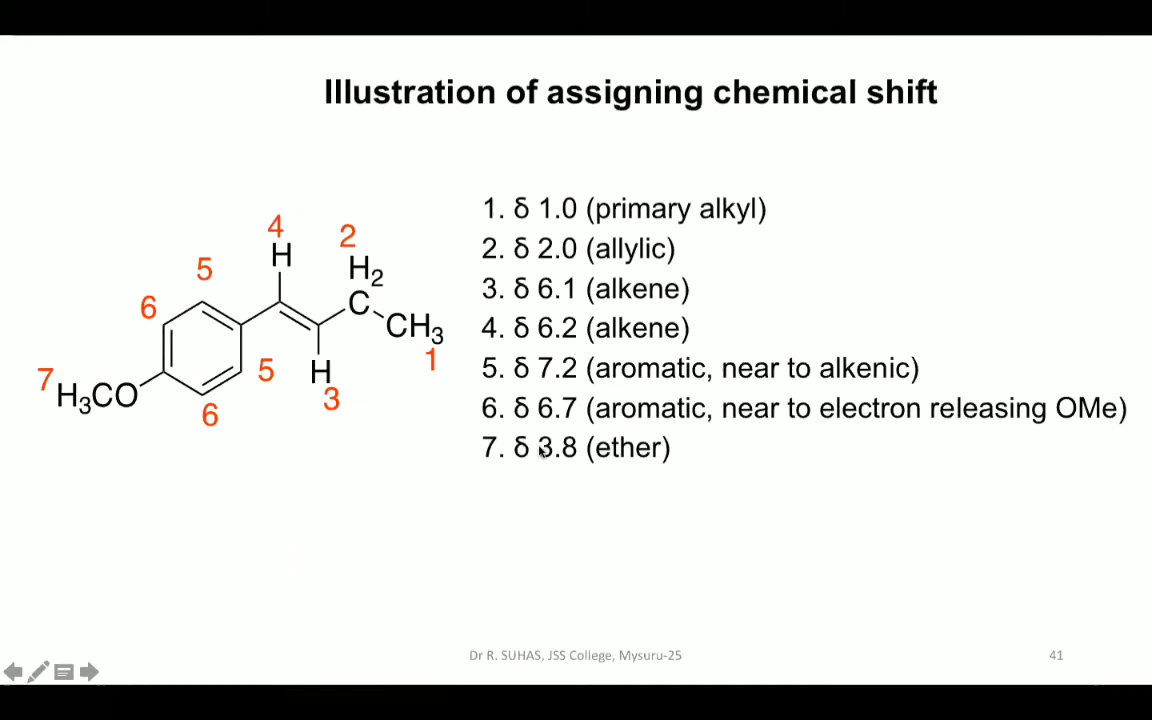 Illustration of assigning chemical shift
1. δ 1.0 (primary alkyl)
2. δ 2.0 (allylic)
3. δ 6.1 (alkene)
4. δ 6.2 (alkene)
5. δ 7.2 (aromatic, near to alkenic)
6. δ 6.7 (aromatic, near to electron releasing OMe)
7. δ 3.8 (ether)
4
H
2
H₂
C
CH₃
1
5
6
5
H
3
7
H₃CO
6
Dr R. SUHAS, JSS College, Mysuru-25
41